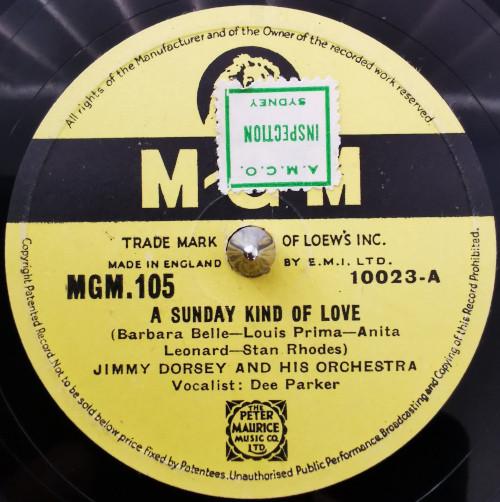 All rights of the Manufacturer and of the Owner of the recorded work reserved.
A.M.C.O.
INSPECTION
SYDNEY
M G M
TRADE MARK OF LOEW'S INC.
MADE IN ENGLAND BY E.M.I. LTD.
MGM.105 10023-A
A SUNDAY KIND OF LOVE
(Barbara Belle—Louis Prima—Anita
Leonard—Stan Rhodes)
JIMMY DORSEY AND HIS ORCHESTRA
Vocalist: Dee Parker
THE
PETER
MAURICE
MUSIC CO.
LTD
Copyright Patented Record. Not to be sold below price fixed by Patentees. Unauthorised Public Performance, Broadcasting and Copying of this Record Prohibited.